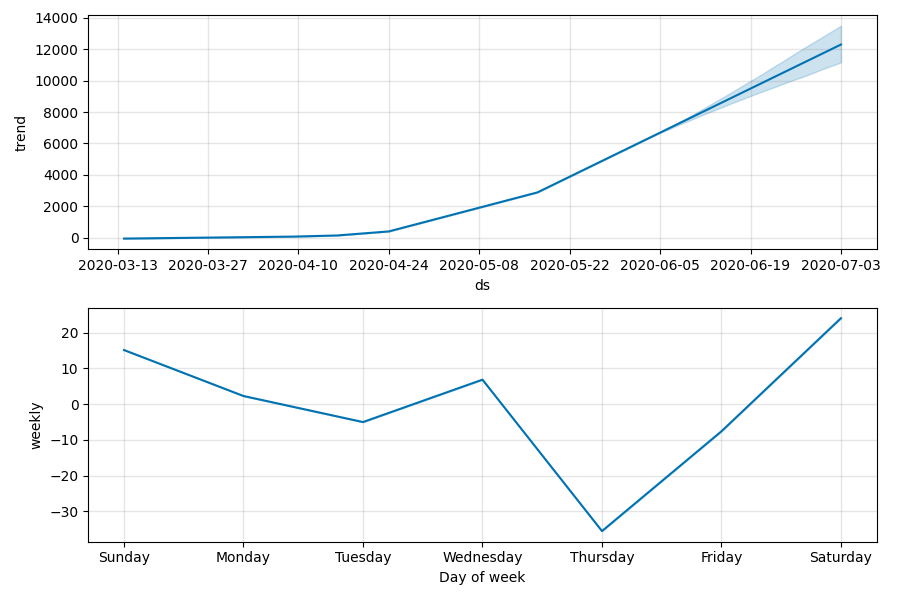 14000
12000
10000
8000
6000
4000
2000
0
trend
2020-03-13 2020-03-27 2020-04-10 2020-04-24 2020-05-08 2020-05-22 2020-06-05 2020-06-19 2020-07-03
ds
20
10
0
−10
−20
−30
weekly
Sunday Monday Tuesday Wednesday Thursday Friday Saturday
Day of week